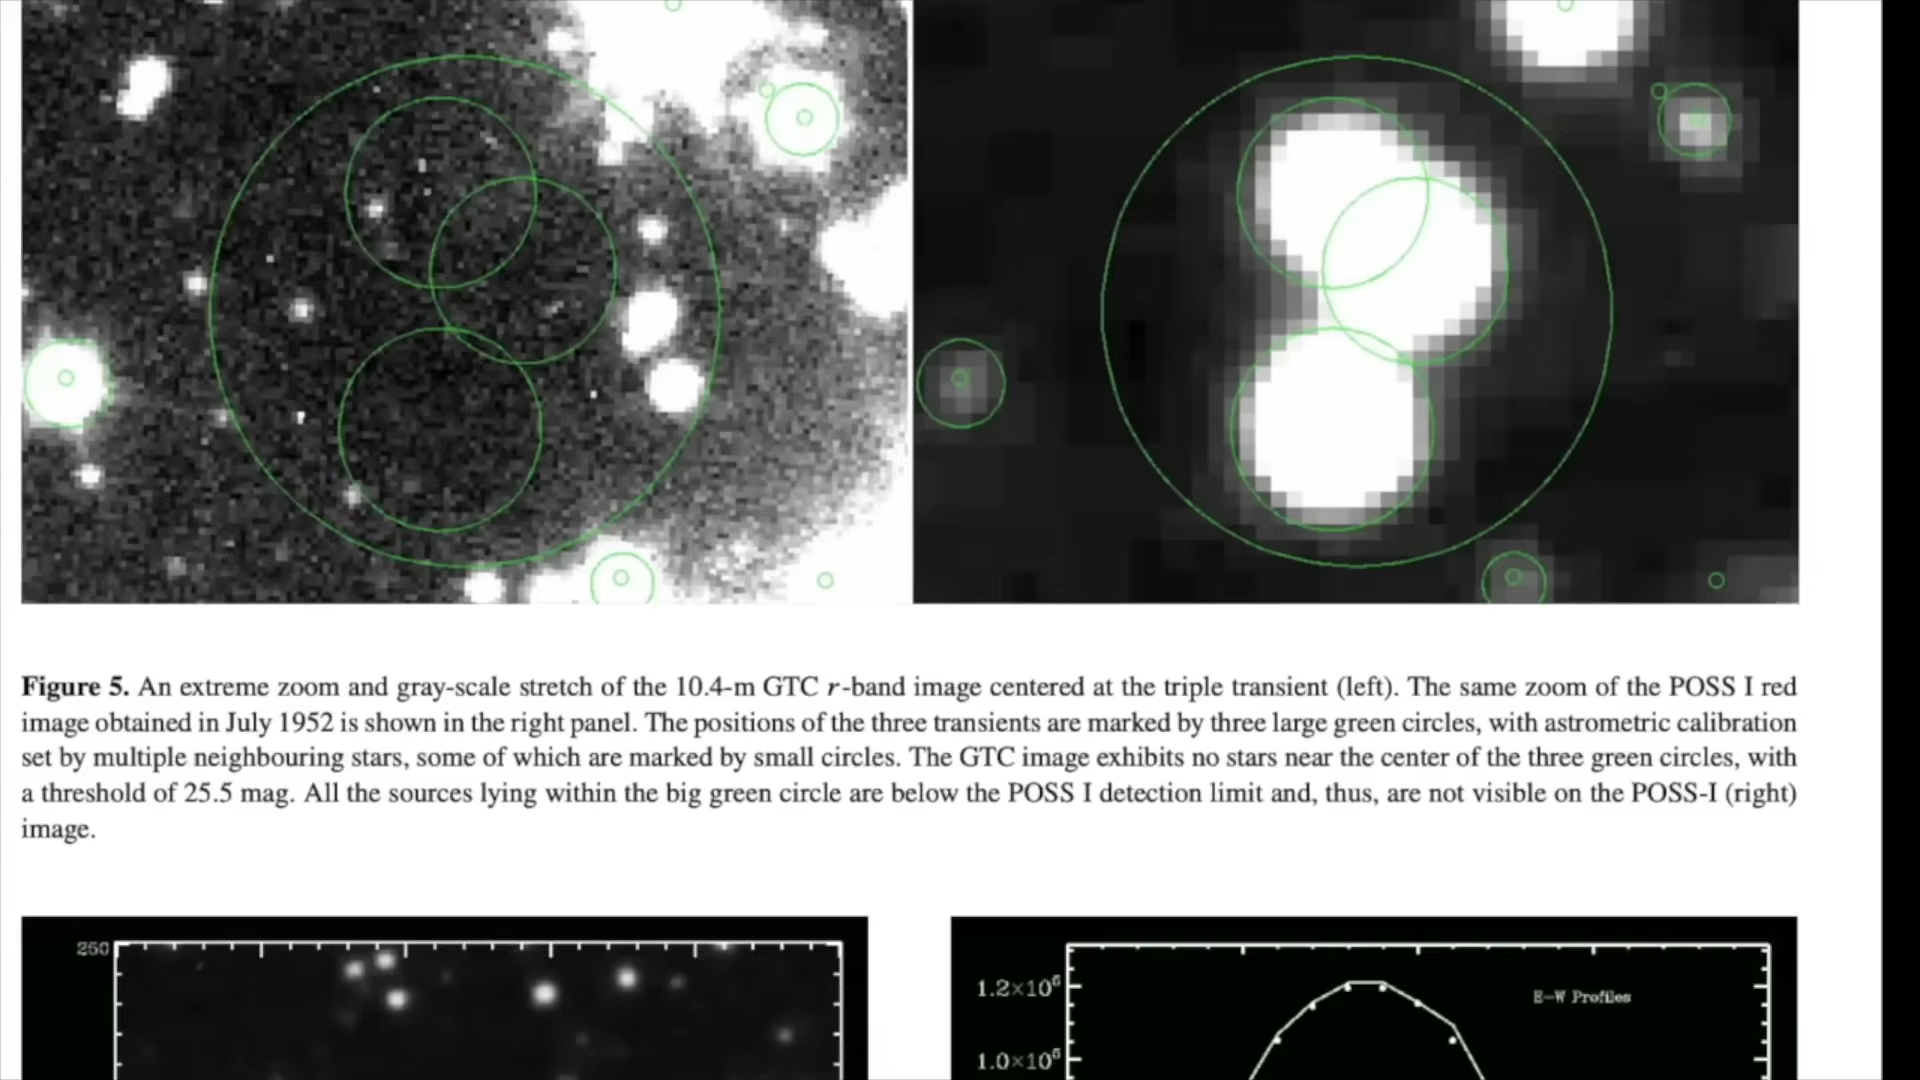 Figure 5. An extreme zoom and gray-scale stretch of the 10.4-m GTC r-band image centered at the triple transient (left). The same zoom of the POSS I red
image obtained in July 1952 is shown in the right panel. The positions of the three transients are marked by three large green circles, with astrometric calibration
set by multiple neighbouring stars, some of which are marked by small circles. The GTC image exhibits no stars near the center of the three green circles, with
a threshold of 25.5 mag. All the sources lying within the big green circle are below the POSS I detection limit and, thus, are not visible on the POSS-I (right)
image.
250
1.2×10⁶
E-W Profiles
1.0×10⁶